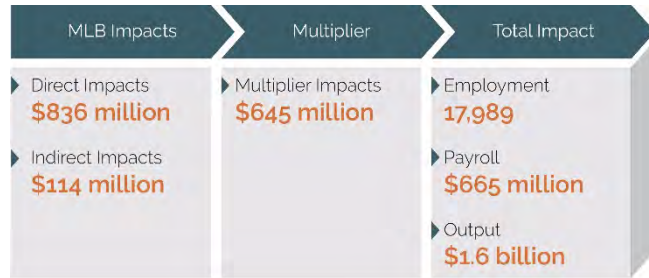 MLB Impacts
Direct Impacts
$836 million
Indirect Impacts
$114 million
Multiplier
Multiplier Impacts
$645 million
Total Impact
Employment
17,989
Payroll
$665 million
Output
$1.6 billion